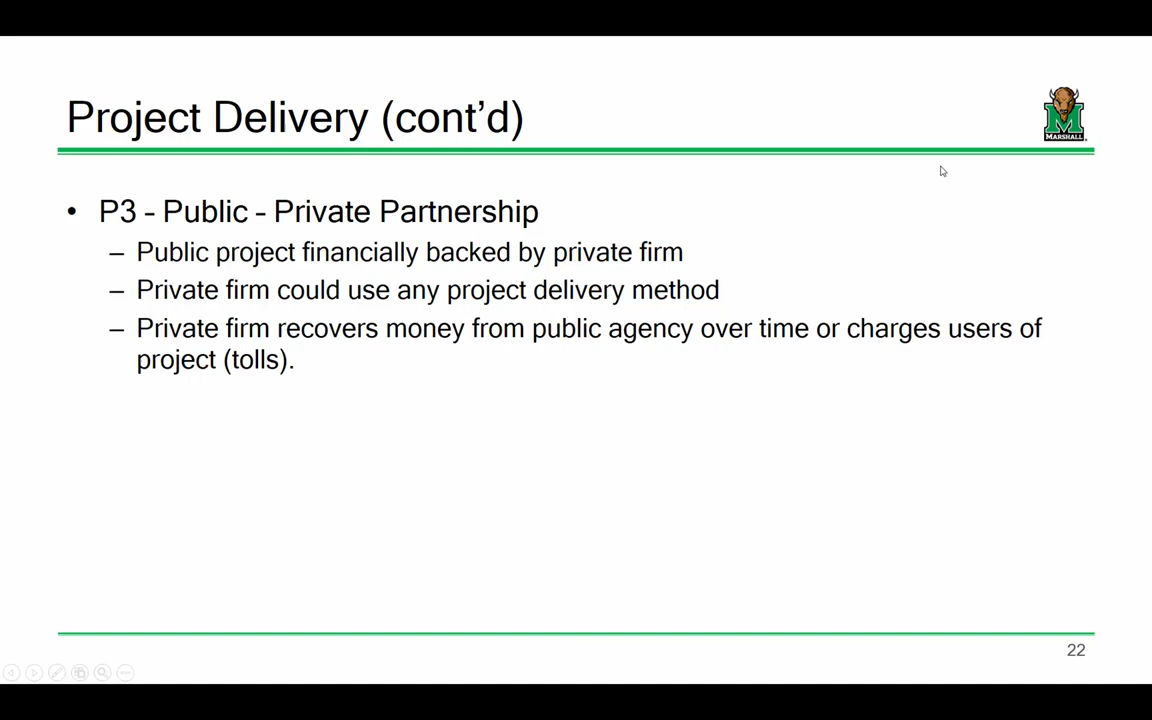 Project Delivery (cont’d)
MARSHALL
• P3 – Public – Private Partnership
– Public project financially backed by private firm
– Private firm could use any project delivery method
– Private firm recovers money from public agency over time or charges users of
project (tolls).
22